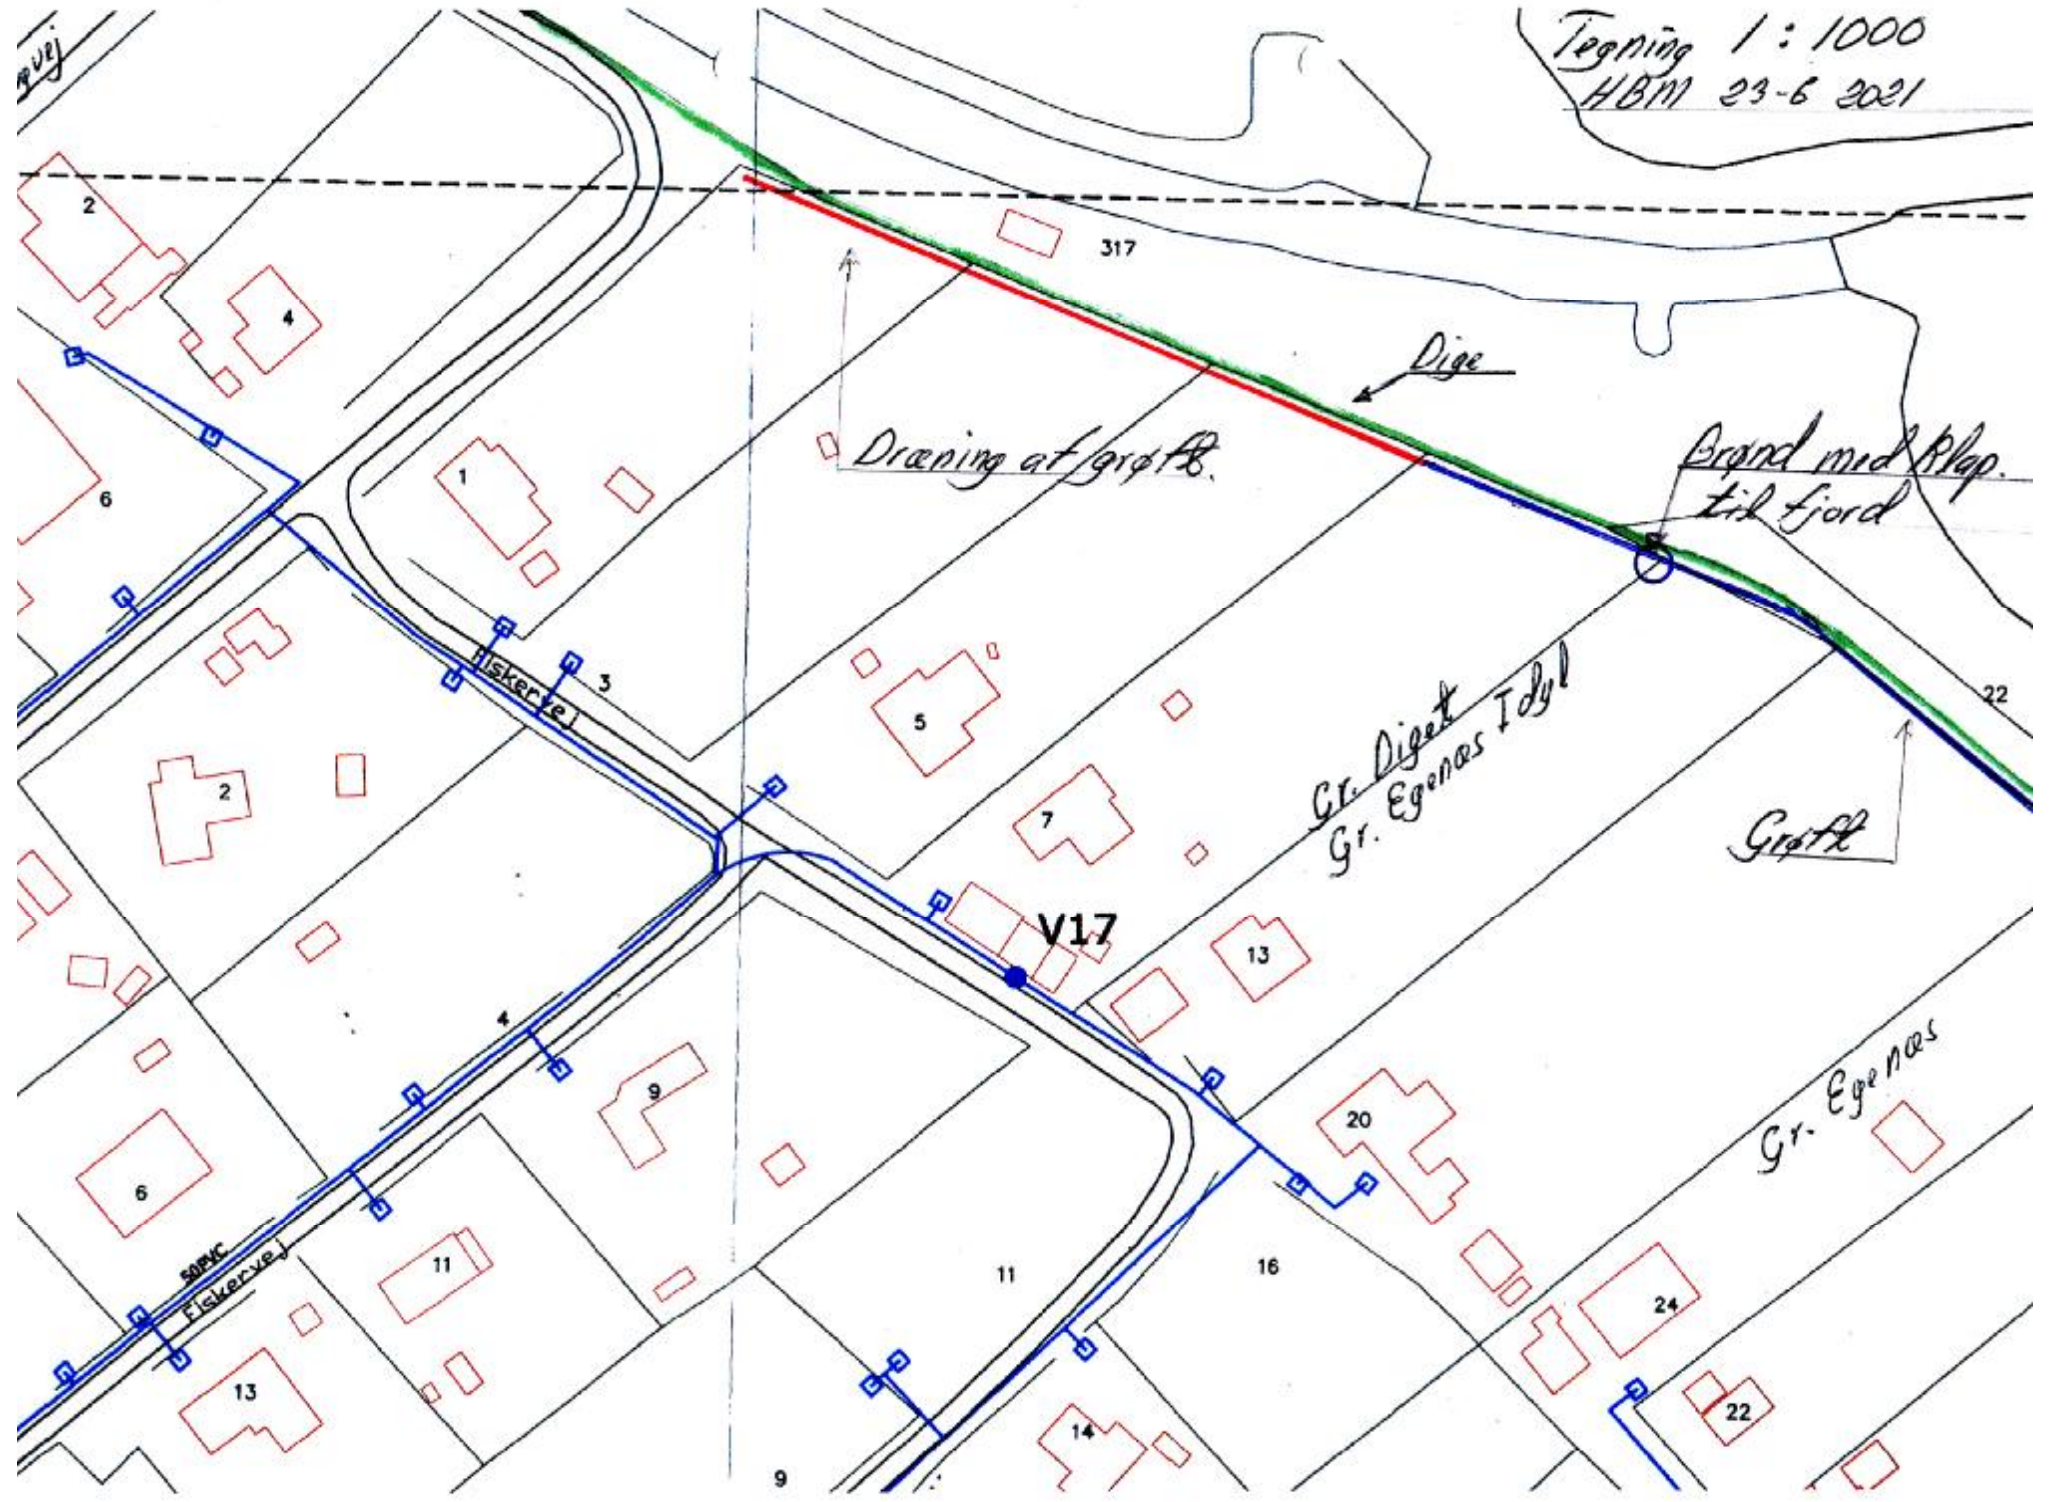 Tegning 1:1000
HBM 23-6 2021
2
4
317
Dige
6
1
Dræning af grøft.
Brønd med Klap.
til fjord
Fiskervej
3
5
22
2
7
Gr. Diget
Gr. Egenæs Idyl
Grøft
V17
13
4
9
20
Gr. Egenæs
6
50PVC
Fiskervej
11
11
16
24
13
14
22
9